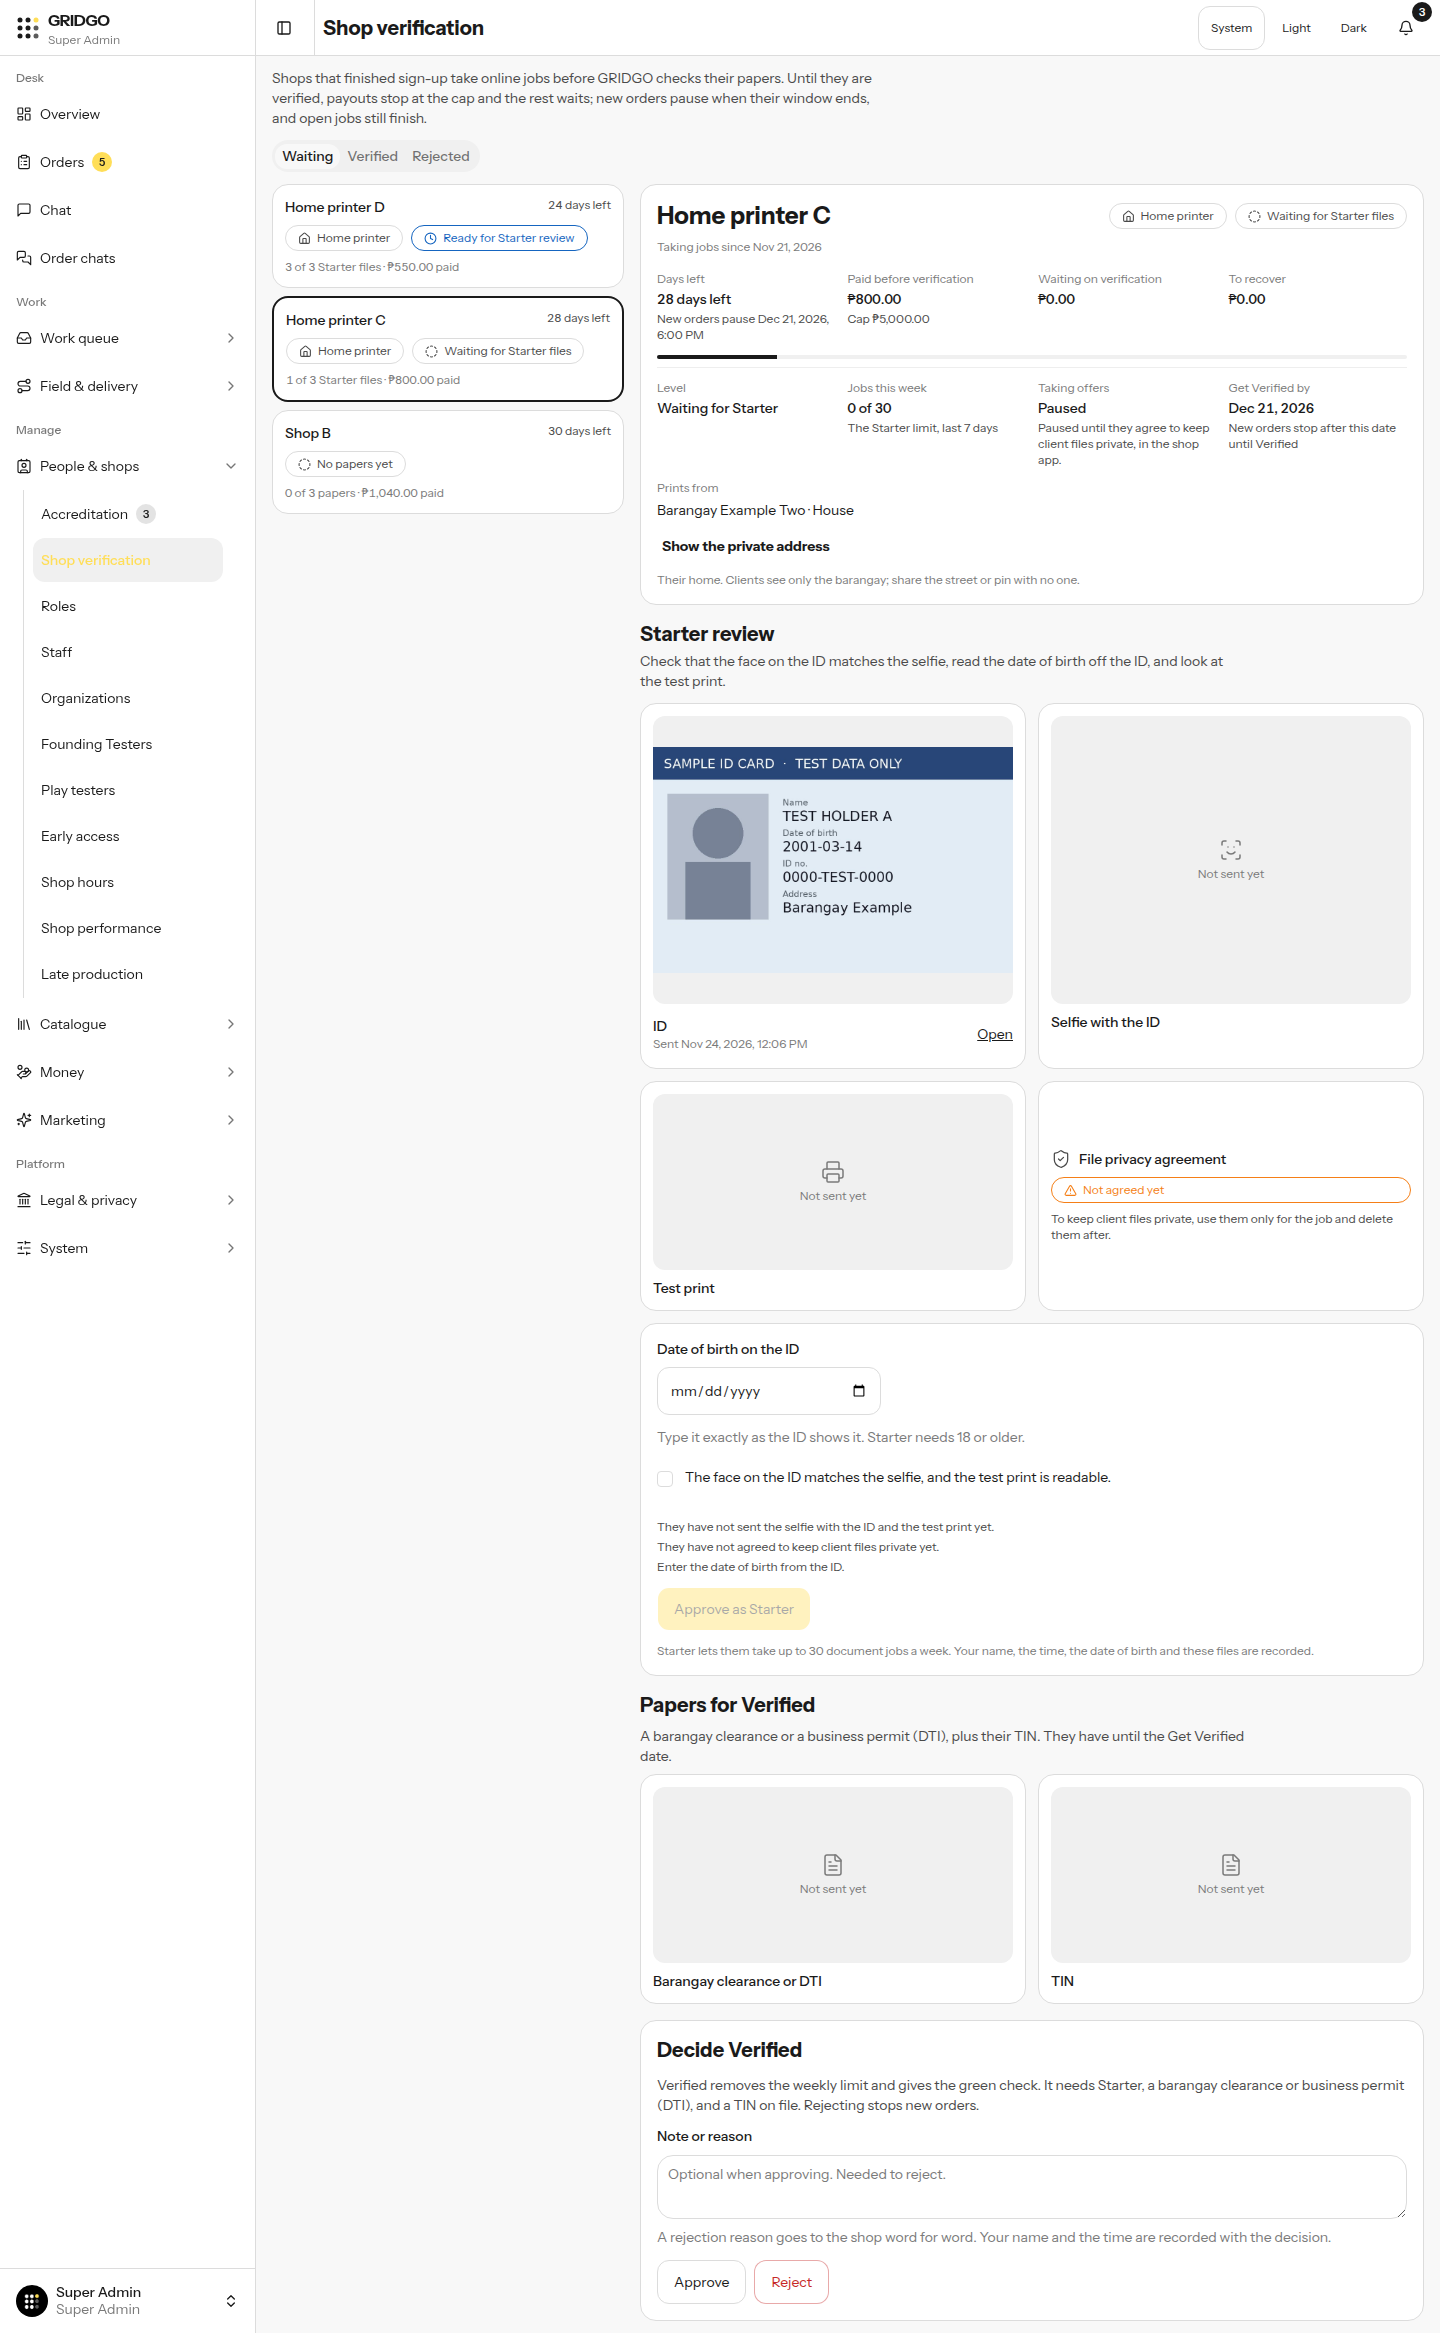 GRIDGO
Super Admin
Shop verification
System
Light
Dark
3
Desk
Overview
Orders 5
Chat
Order chats
Work
Work queue
Field & delivery
Manage
People & shops
Accreditation 3
Shop verification
Roles
Staff
Organizations
Founding Testers
Play testers
Early access
Shop hours
Shop performance
Late production
Catalogue
Money
Marketing
Platform
Legal & privacy
System
Super Admin
Super Admin
Shops that finished sign-up take online jobs before GRIDGO checks their papers. Until they are
verified, payouts stop at the cap and the rest waits; new orders pause when their window ends,
and open jobs still finish.
Waiting Verified Rejected
Home printer D
24 days left
Home printer
Ready for Starter review
3 of 3 Starter files · ₱550.00 paid
Home printer C
28 days left
Home printer
Waiting for Starter files
1 of 3 Starter files · ₱800.00 paid
Shop B
30 days left
No papers yet
0 of 3 papers · ₱1,040.00 paid
Home printer C
Home printer
Waiting for Starter files
Taking jobs since Nov 21, 2026
Days left
28 days left
New orders pause Dec 21, 2026,
6:00 PM
Paid before verification
₱800.00
Cap ₱5,000.00
Waiting on verification
₱0.00
To recover
₱0.00
Level
Waiting for Starter
Jobs this week
0 of 30
The Starter limit, last 7 days
Taking offers
Paused
Paused until they agree to keep
client files private, in the shop
app.
Get Verified by
Dec 21, 2026
New orders stop after this date
until Verified
Prints from
Barangay Example Two · House
Show the private address
Their home. Clients see only the barangay; share the street or pin with no one.
Starter review
Check that the face on the ID matches the selfie, read the date of birth off the ID, and look at
the test print.
SAMPLE ID CARD · TEST DATA ONLY
Name
TEST HOLDER A
Date of birth
2001-03-14
ID no.
0000-TEST-0000
Address
Barangay Example
ID
Sent Nov 24, 2026, 12:06 PM
Open
Not sent yet
Selfie with the ID
Not sent yet
Test print
File privacy agreement
Not agreed yet
To keep client files private, use them only for the job and delete
them after.
Date of birth on the ID
mm/dd/yyyy
Type it exactly as the ID shows it. Starter needs 18 or older.
The face on the ID matches the selfie, and the test print is readable.
They have not sent the selfie with the ID and the test print yet.
They have not agreed to keep client files private yet.
Enter the date of birth from the ID.
Approve as Starter
Starter lets them take up to 30 document jobs a week. Your name, the time, the date of birth and these files are recorded.
Papers for Verified
A barangay clearance or a business permit (DTI), plus their TIN. They have until the Get Verified
date.
Not sent yet
Barangay clearance or DTI
Not sent yet
TIN
Decide Verified
Verified removes the weekly limit and gives the green check. It needs Starter, a barangay clearance or business permit
(DTI), and a TIN on file. Rejecting stops new orders.
Note or reason
Optional when approving. Needed to reject.
A rejection reason goes to the shop word for word. Your name and the time are recorded with the decision.
Approve
Reject